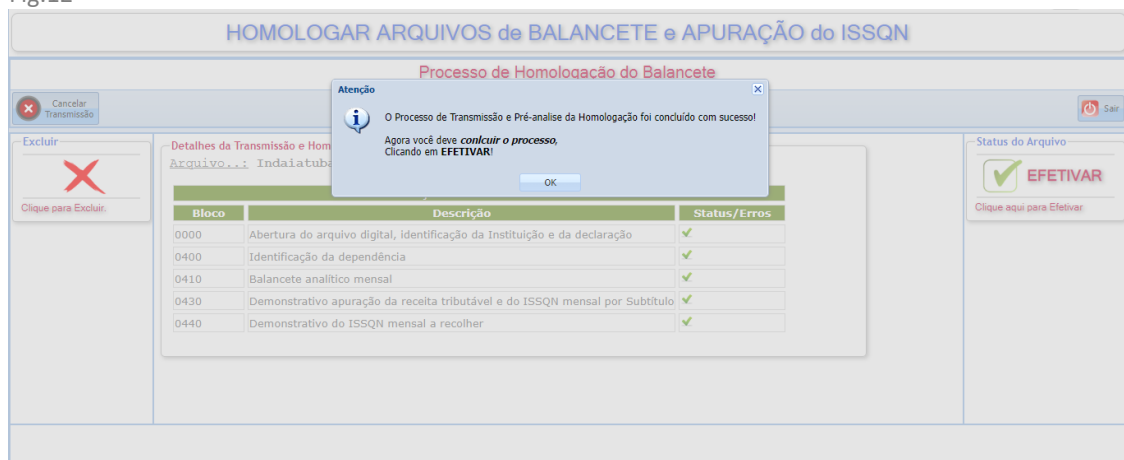 HOMOLOGAR ARQUIVOS de BALANCETE e APURAÇÃO do ISSQN
Processo de Homologação do Balancete
Cancelar
Transmissão
Sair
Atenção
O Processo de Transmissão e Pré-analise da Homologação foi concluído com sucesso!
Agora você deve conlcuir o processo,
Clicando em EFETIVAR!
OK
Excluir
Clique para Excluir.
Detalhes da Transmissão e Hom
Arquivo..: Indaiatuba
Bloco Descrição Status/Erros
0000 Abertura do arquivo digital, identificação da Instituição e da declaração
0400 Identificação da dependência
0410 Balancete analítico mensal
0430 Demonstrativo apuração da receita tributável e do ISSQN mensal por Subtítulo
0440 Demonstrativo do ISSQN mensal a recolher
Status do Arquivo
EFETIVAR
Clique aqui para Efetivar